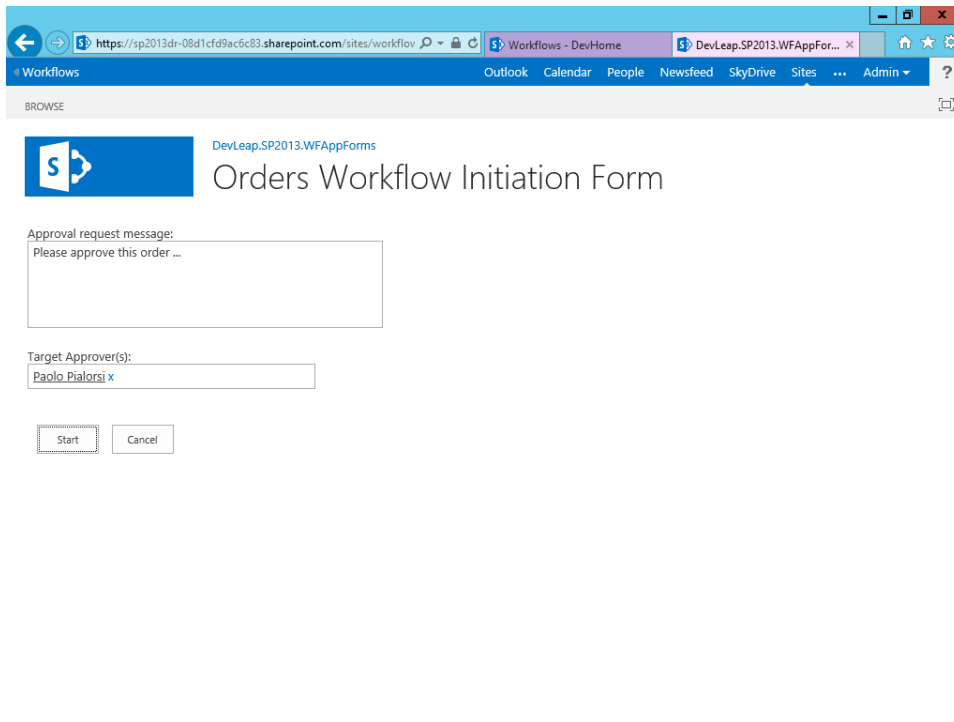 https://sp2013dr-08d1cfd9ac6c83.sharepoint.com/sites/workflov
Workflows - DevHome
DevLeap.SP2013.WFAppFor... ×
Workflows
Outlook Calendar People Newsfeed SkyDrive Sites ... Admin
?
BROWSE
S
DevLeap.SP2013.WFAppForms
Orders Workflow Initiation Form
Approval request message:
Please approve this order ...
Target Approver(s):
Paolo Pialorsi x
Start Cancel